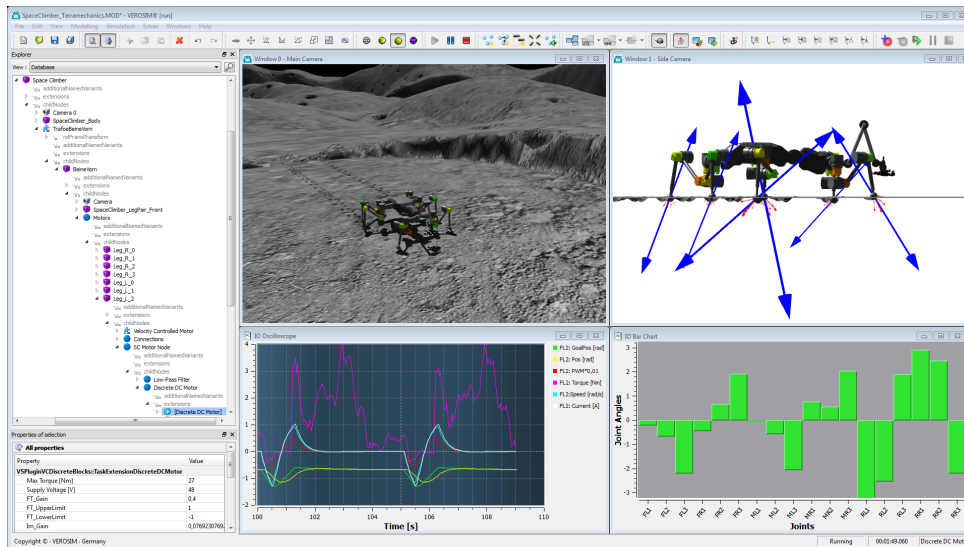 SpaceClimber_Terramechanics.MOD* - VEROSIM® [run]
File Edit View Modelling Simulation Extras Windows Help
Explorer
View : Database
Space Climber
additionalNamedVariants
extensions
childNodes
Camera 0
SpaceClimber_Body
TrafoeBeineVorn
relFrameTransform
additionalNamedVariants
extensions
childNodes
BeineVorn
additionalNamedVariants
extensions
childNodes
Camera
SpaceClimber_LegPair_Front
Motors
additionalNamedVariants
extensions
childNodes
Leg_R_0
Leg_R_1
Leg_R_2
Leg_R_3
Leg_L_0
Leg_L_1
Leg_L_2
additionalNamedVariants
extensions
childNodes
Velocity Controlled Motor
Connections
SC Motor Node
additionalNamedVariants
extensions
childNodes
Low-Pass Filter
Discrete DC Motor
additionalNamedVariants
extensions
[Discrete DC Motor]
Properties of selection
All properties
Property Value
VSPluginVCDiscreteBlocks::TaskExtensionDiscreteDCMotor
Max Torque [Nm] 27
Supply Voltage [V] 48
FT_Gain 0,4
FT_UpperLimit 1
FT_LowerLimit -1
Im_Gain 0,0769230769
Window 0 - Main Camera
Window 1 - Side Camera
IO Oscilloscope
4
3
2
1
0
-1
-2
100 102 104 106 108 110
Time [s]
FL2: GoalPos [rad]
FL2: Pos [rad]
FL2: PWM*0,01
FL2: Torque [Nm]
FL2:Speed [rad/s]
FL2: Current [A]
IO Bar Chart
Joint Angles
3
2
1
0
-1
-2
-3
FL1 FL2 FL3 FR1 FR2 FR3 ML1 ML2 ML3 MR1 MR2 MR3 RL1 RL2 RL3 RR1 RR2 RR3
Joints
Copyright © - VEROSIM - Germany
Running 00:01:49.060 Discrete DC Mot